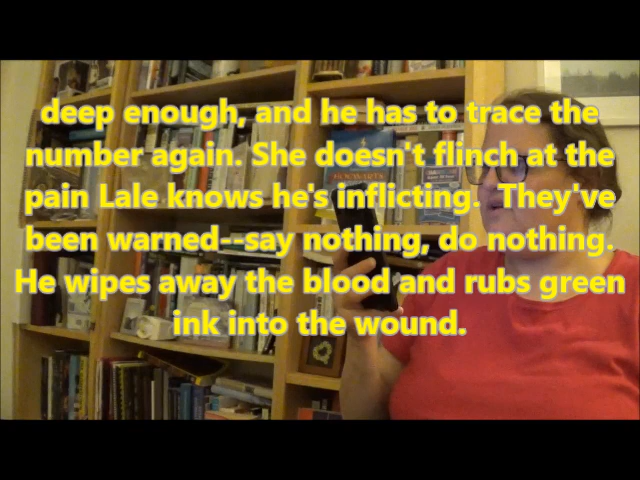 deep enough, and he has to trace the
number again. She doesn't flinch at the
pain Lale knows he's inflicting.  They've
been warned--say nothing, do nothing.
He wipes away the blood and rubs green
ink into the wound.
HOGWARTS